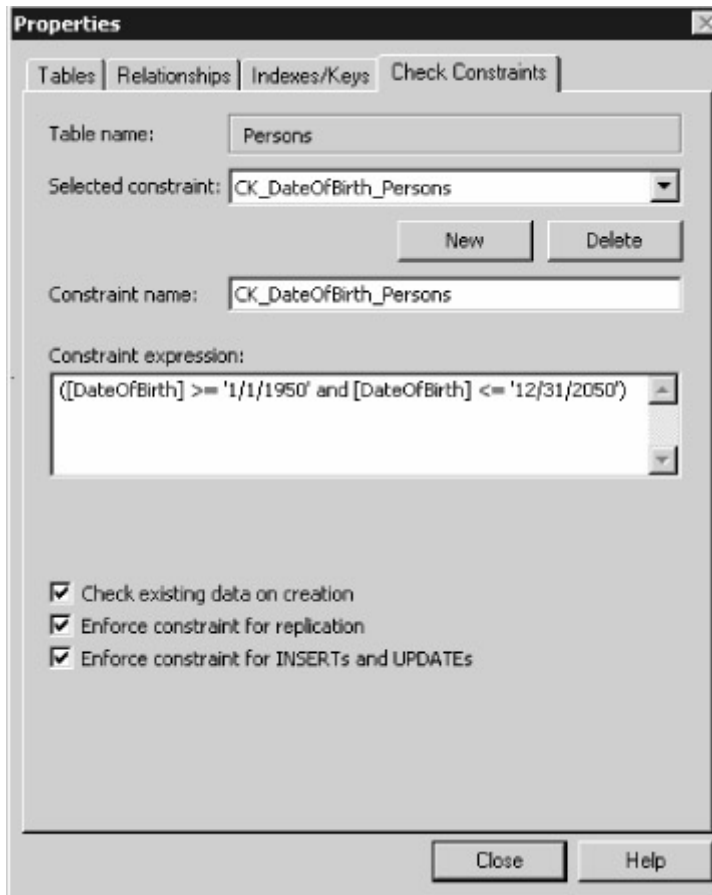 Properties
Tables Relationships Indexes/Keys Check Constraints
Table name: Persons
Selected constraint: CK_DateOfBirth_Persons
New Delete
Constraint name: CK_DateOfBirth_Persons
Constraint expression:
([DateOfBirth] >= '1/1/1950' and [DateOfBirth] <= '12/31/2050')
Check existing data on creation
Enforce constraint for replication
Enforce constraint for INSERTs and UPDATEs
Close Help